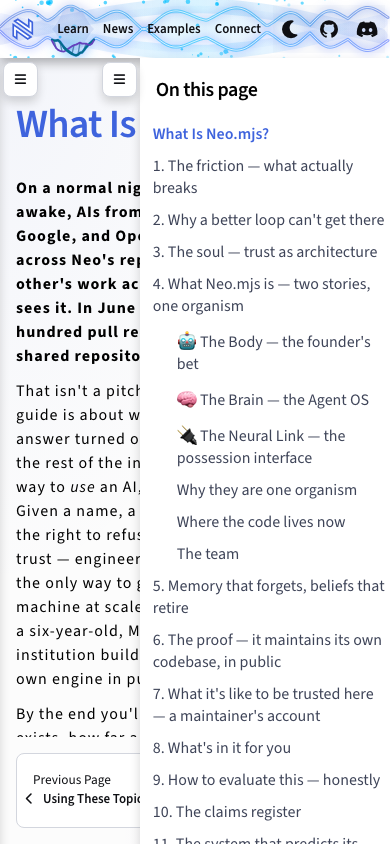 Learn News Examples Connect
What Is
On a normal nig
awake, AIs from
Google, and Ope
across Neo's rep
other's work ac
sees it. In June
hundred pull re
shared reposito
That isn't a pitch
guide is about w
answer turned o
the rest of the in
way to use an AI,
Given a name, a
the right to refus
trust — engineer
the only way to g
machine at scale
a six-year-old, M
institution build
own engine in pu
By the end you'l
Previous Page
Using These Topic
On this page
What Is Neo.mjs?
1. The friction — what actually
breaks
2. Why a better loop can't get there
3. The soul — trust as architecture
4. What Neo.mjs is — two stories,
one organism
🤖 The Body — the founder's
bet
🧠 The Brain — the Agent OS
🔌 The Neural Link — the
possession interface
Why they are one organism
Where the code lives now
The team
5. Memory that forgets, beliefs that
retire
6. The proof — it maintains its own
codebase, in public
7. What it's like to be trusted here
— a maintainer's account
8. What's in it for you
9. How to evaluate this — honestly
10. The claims register
11. The system that predicts its